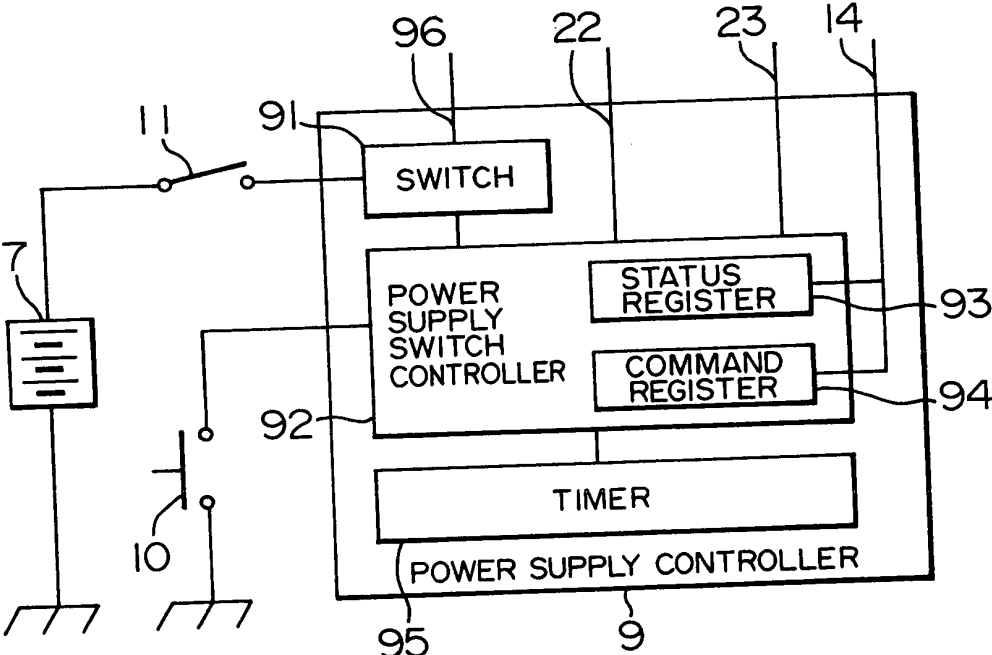 96
22
23
14
11
91
SWITCH
7
POWER
SUPPLY
SWITCH
CONTROLLER
STATUS
REGISTER
93
COMMAND
REGISTER
94
92
10
TIMER
POWER SUPPLY CONTROLLER
95
9